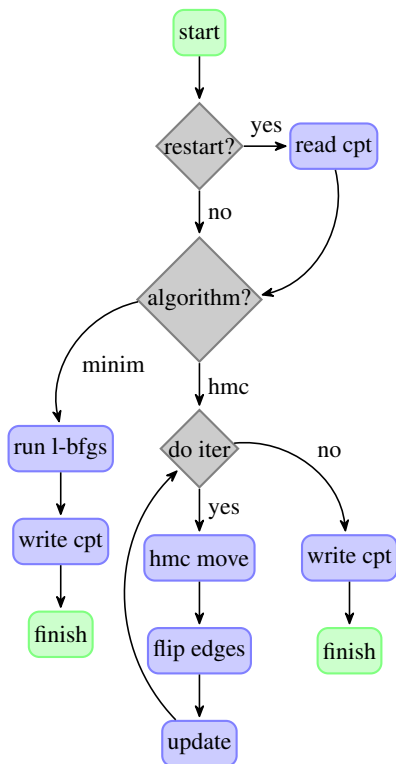 start
restart?
yes
read cpt
no
algorithm?
minim
hmc
run l-bfgs
do iter
no
yes
write cpt
hmc move
write cpt
finish
flip edges
finish
update